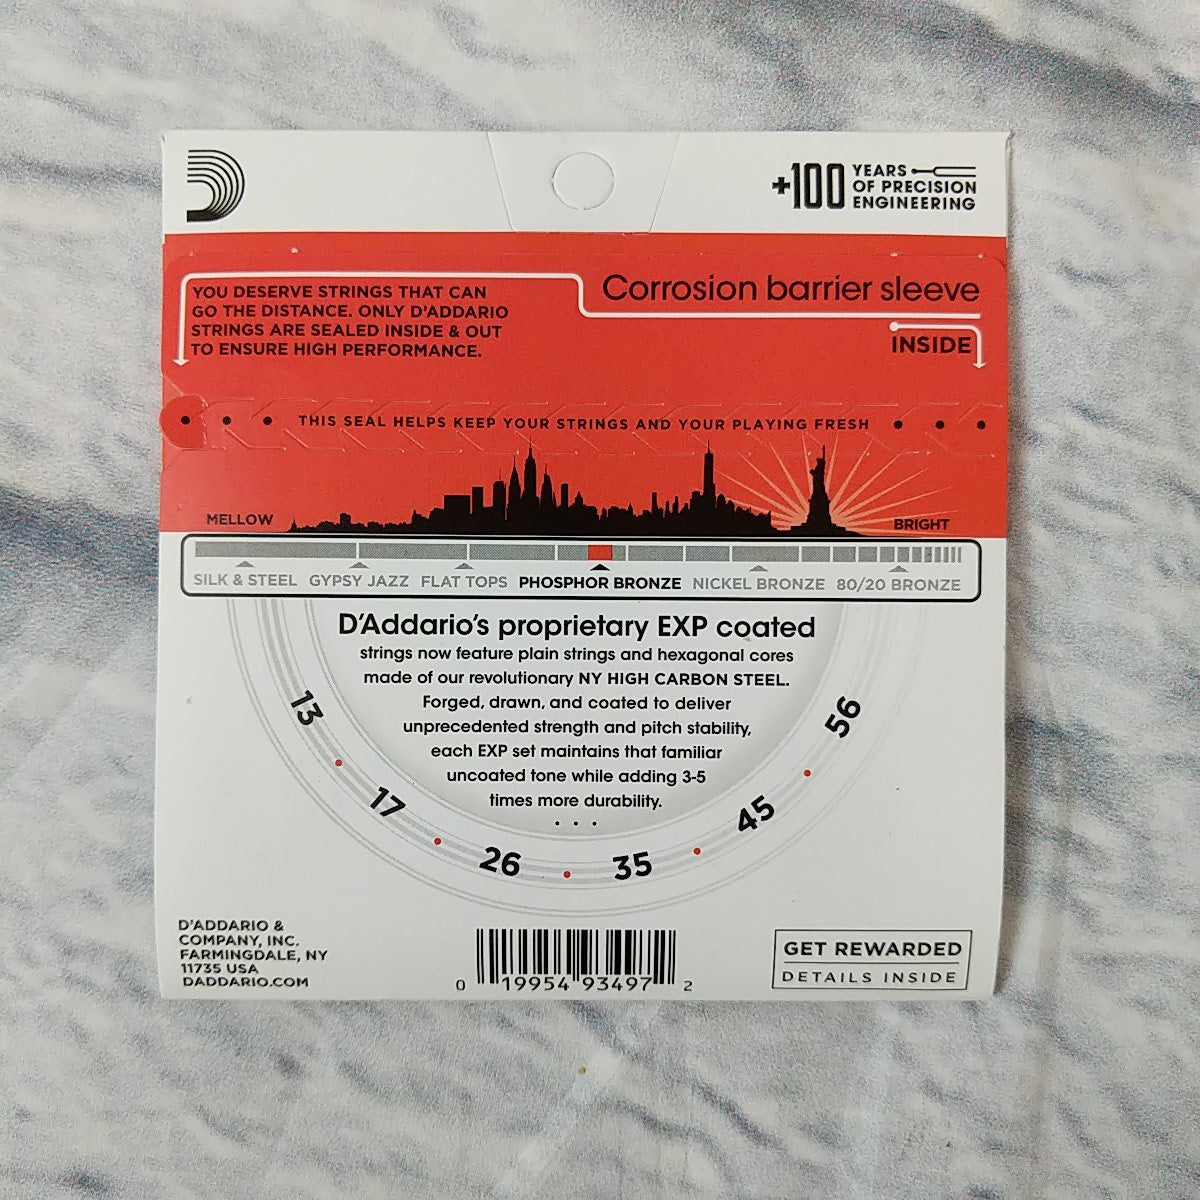 +100 YEARS
OF PRECISION
ENGINEERING
YOU DESERVE STRINGS THAT CAN
GO THE DISTANCE. ONLY D'ADDARIO
STRINGS ARE SEALED INSIDE & OUT
TO ENSURE HIGH PERFORMANCE.
Corrosion barrier sleeve
INSIDE
• • • THIS SEAL HELPS KEEP YOUR STRINGS AND YOUR PLAYING FRESH • • •
MELLOW
BRIGHT
SILK & STEEL GYPSY JAZZ FLAT TOPS PHOSPHOR BRONZE NICKEL BRONZE 80/20 BRONZE
D'Addario's proprietary EXP coated
strings now feature plain strings and hexagonal cores
made of our revolutionary NY HIGH CARBON STEEL.
Forged, drawn, and coated to deliver
unprecedented strength and pitch stability,
each EXP set maintains that familiar
uncoated tone while adding 3-5
times more durability.
• • •
13 • 17 • 26 • 35 • 45 • 56
D'ADDARIO &
COMPANY, INC.
FARMINGDALE, NY
11735 USA
DADDARIO.COM
0 19954 93497 2
GET REWARDED
DETAILS INSIDE